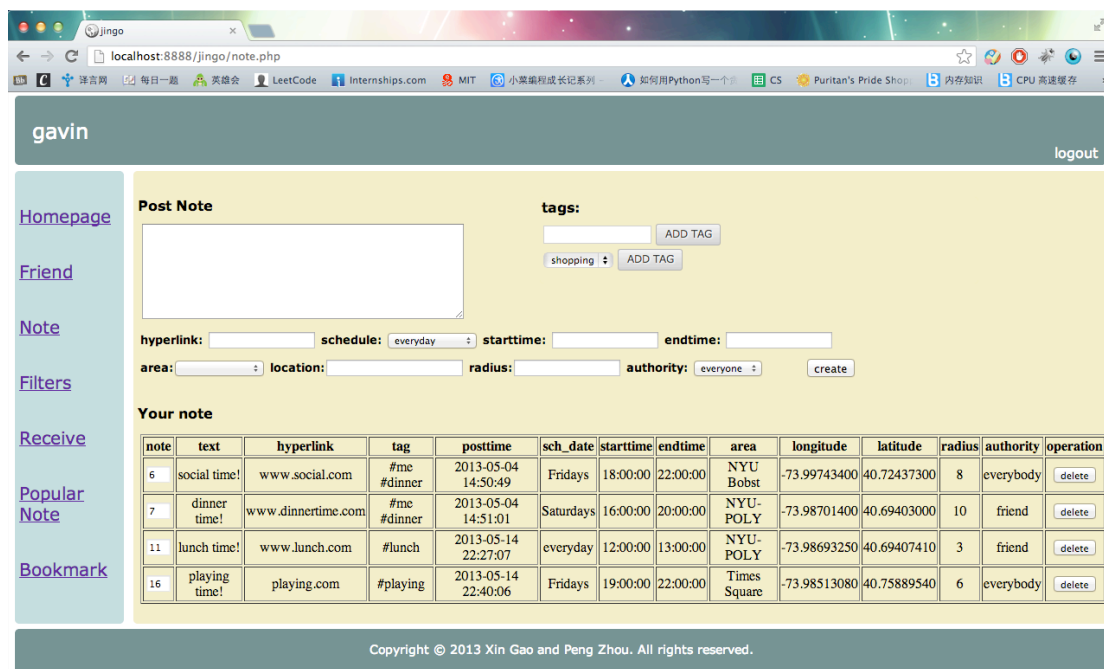 jingo
localhost:8888/jingo/note.php
译言网 每日一题 英雄会 LeetCode Internships.com MIT 小菜编程成长记系列 - 如何用Python写一个 CS Puritan's Pride Shop 内存知识 CPU 高速缓存
gavin
logout
Homepage
Friend
Note
Filters
Receive
Popular
Note
Bookmark
Post Note
tags:
ADD TAG
shopping ADD TAG
hyperlink: schedule: everyday starttime: endtime:
area: location: radius: authority: everyone create
Your note
note text hyperlink tag posttime sch_date starttime endtime area longitude latitude radius authority operation
6 social time! www.social.com #me #dinner 2013-05-04 14:50:49 Fridays 18:00:00 22:00:00 NYU Bobst -73.99743400 40.72437300 8 everybody delete
7 dinner time! www.dinnertime.com #me #dinner 2013-05-04 14:51:01 Saturdays 16:00:00 20:00:00 NYU-POLY -73.98701400 40.69403000 10 friend delete
11 lunch time! www.lunch.com #lunch 2013-05-14 22:27:07 everyday 12:00:00 13:00:00 NYU-POLY -73.98693250 40.69407410 3 friend delete
16 playing time! playing.com #playing 2013-05-14 22:40:06 Fridays 19:00:00 22:00:00 Times Square -73.98513080 40.75889540 6 everybody delete
Copyright © 2013 Xin Gao and Peng Zhou. All rights reserved.